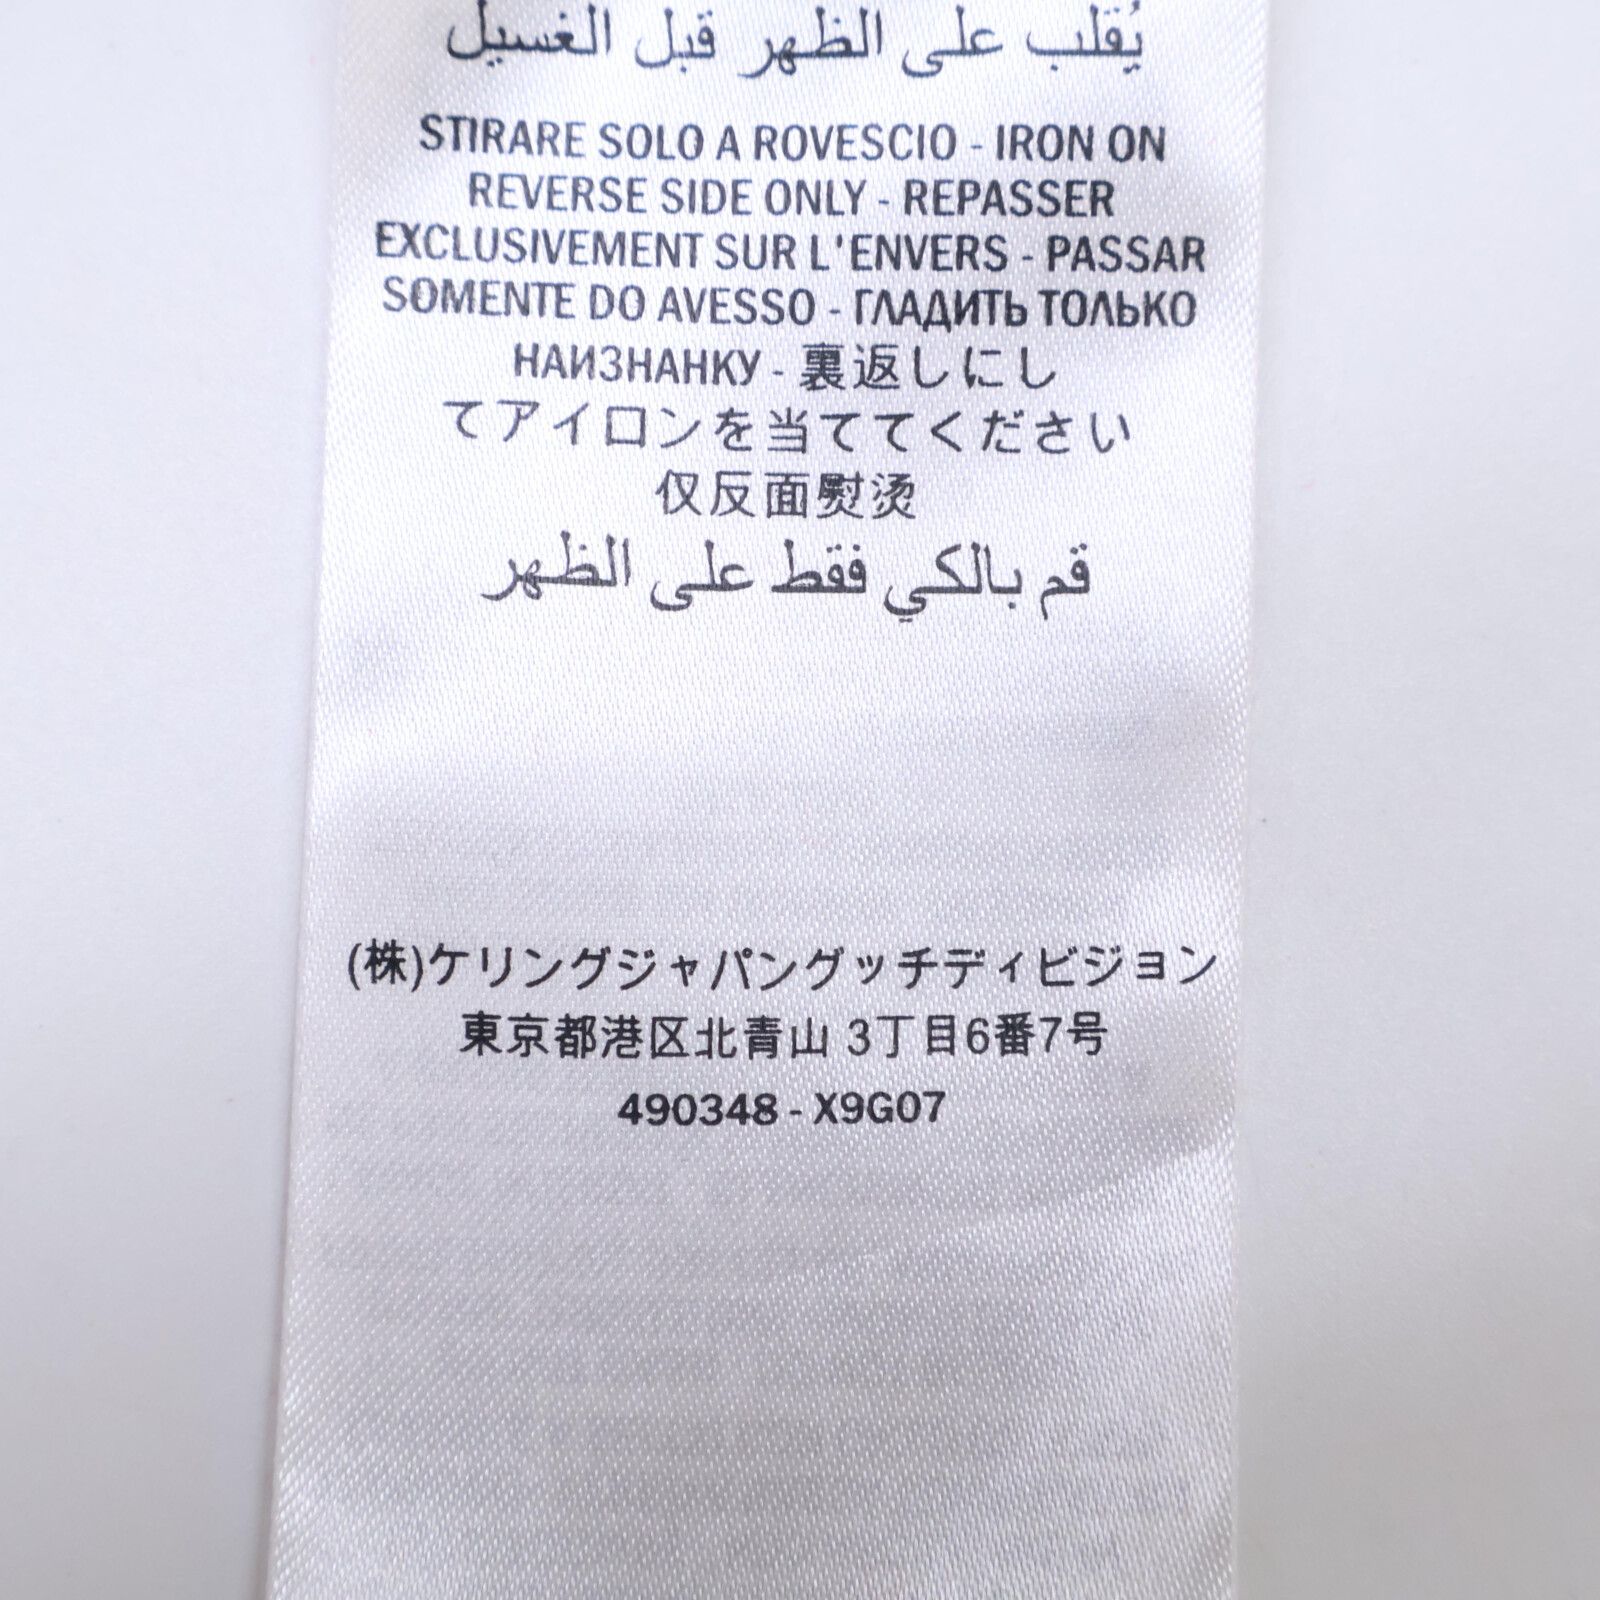 يُقلب على الظهر قبل الغسيل
STIRARE SOLO A ROVESCIO - IRON ON
REVERSE SIDE ONLY - REPASSER
EXCLUSIVEMENT SUR L'ENVERS - PASSAR
SOMENTE DO AVESSO - ГЛАДИТЬ ТОЛЬКО
НАИЗНАНКУ - 裏返しにし
てアイロンを当ててください
仅反面熨烫
قم بالكي فقط على الظهر
(株)ケリングジャパングッチディビジョン
東京都港区北青山 3丁目6番7号
490348 - X9G07